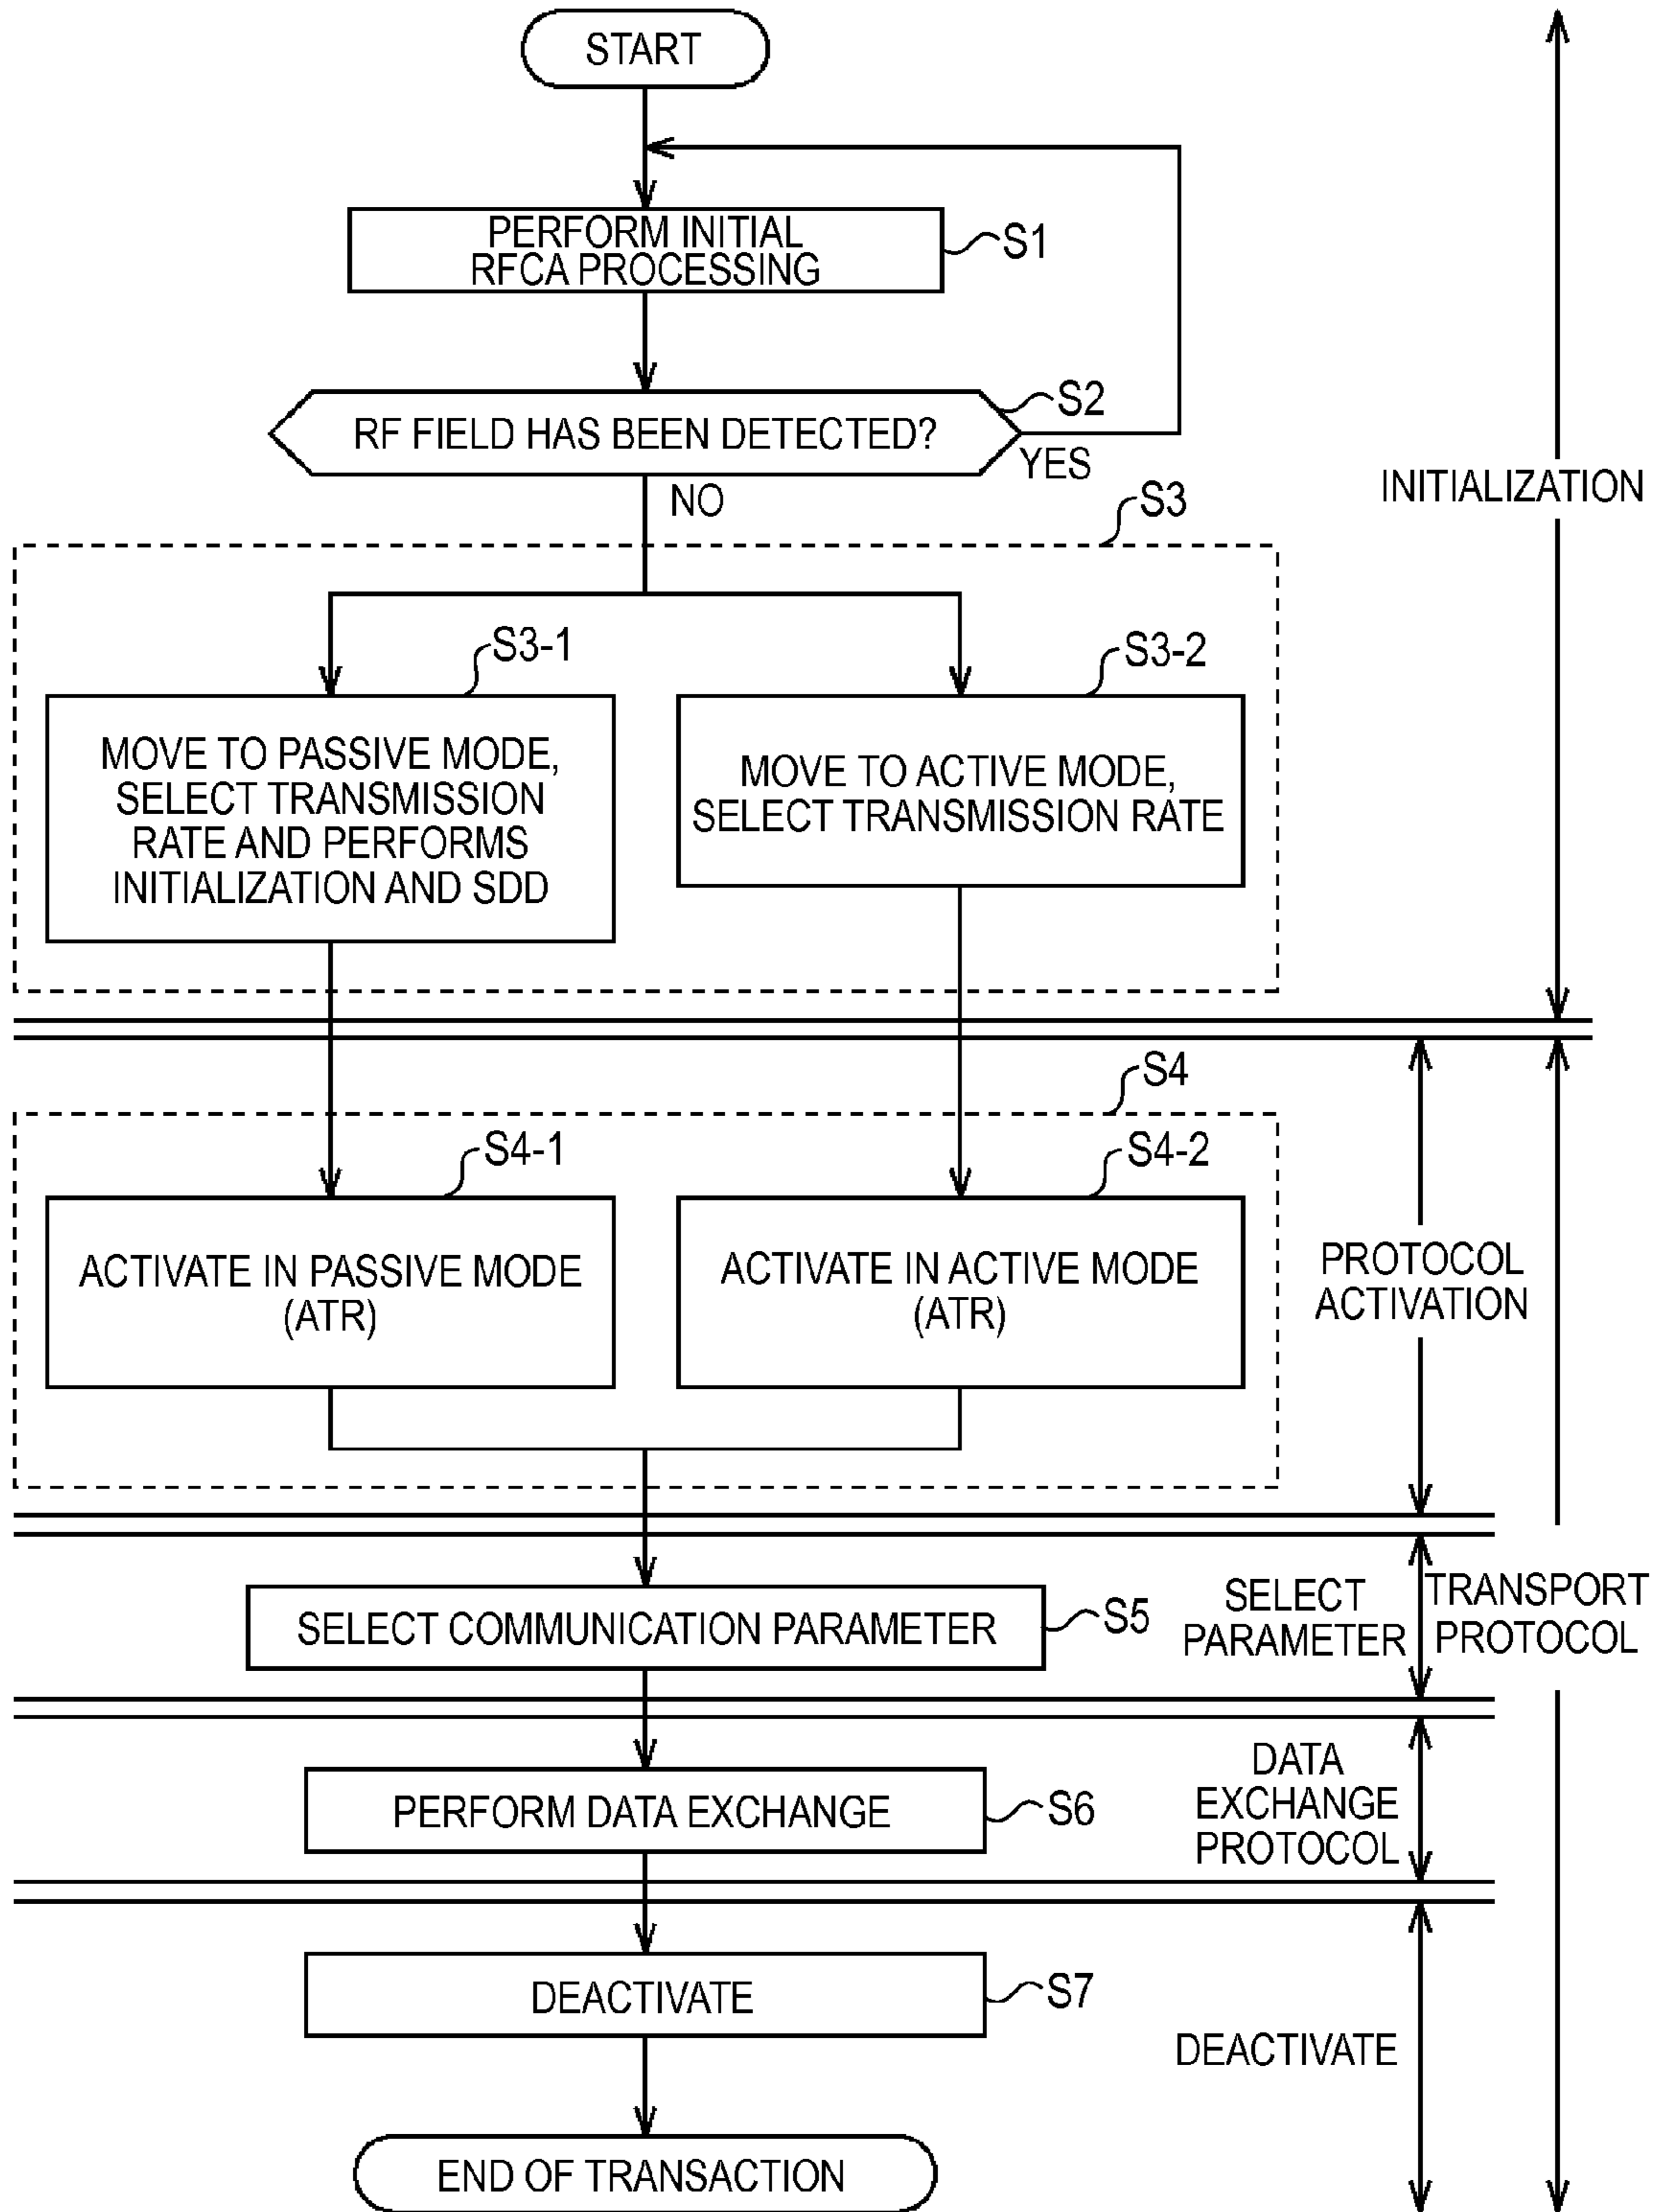 START
PERFORM INITIAL
RFCA PROCESSING
S1
RF FIELD HAS BEEN DETECTED?
S2
YES
NO
INITIALIZATION
S3
S3-1
MOVE TO PASSIVE MODE,
SELECT TRANSMISSION
RATE AND PERFORMS
INITIALIZATION AND SDD
S3-2
MOVE TO ACTIVE MODE,
SELECT TRANSMISSION RATE
S4
S4-1
ACTIVATE IN PASSIVE MODE
(ATR)
S4-2
ACTIVATE IN ACTIVE MODE
(ATR)
PROTOCOL
ACTIVATION
SELECT COMMUNICATION PARAMETER
S5
SELECT
PARAMETER
TRANSPORT
PROTOCOL
PERFORM DATA EXCHANGE
S6
DATA
EXCHANGE
PROTOCOL
DEACTIVATE
S7
DEACTIVATE
END OF TRANSACTION